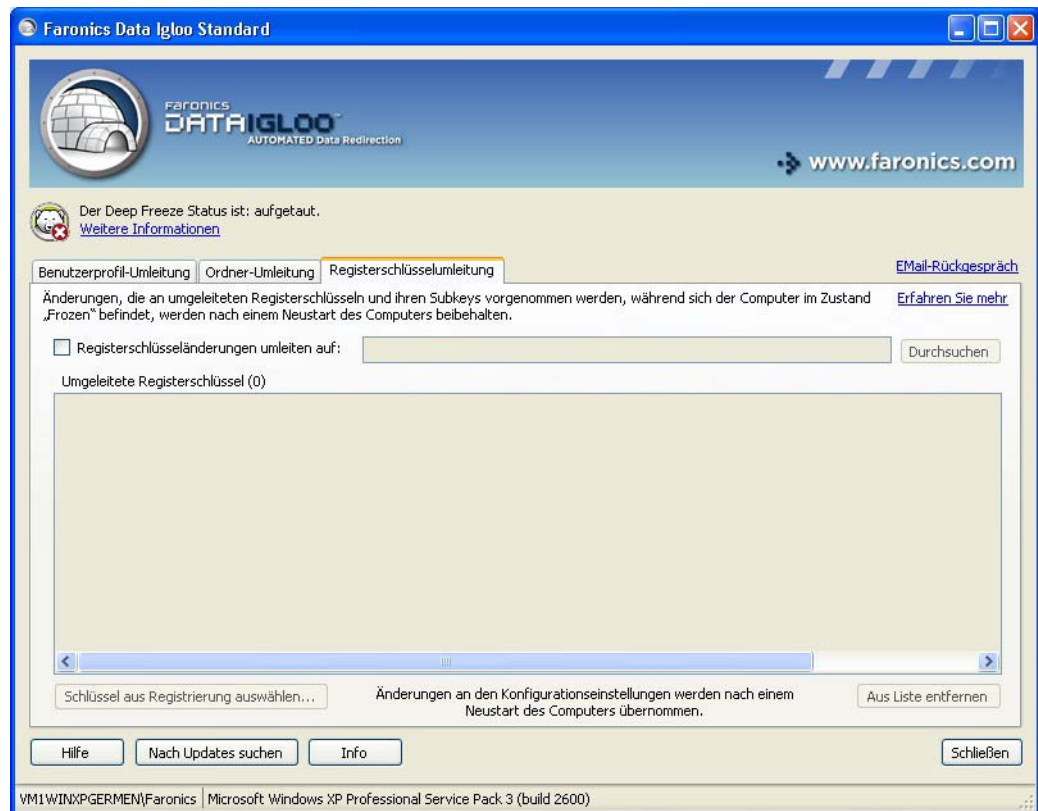 Faronics Data Igloo Standard
Faronics
DATAIGLOO™
AUTOMATED Data Redirection
www.faronics.com
Der Deep Freeze Status ist: aufgetaut.
Weitere Informationen
Benutzerprofil-Umleitung Ordner-Umleitung Registerschlüsselumleitung
EMail-Rückgespräch
Änderungen, die an umgeleiteten Registerschlüsseln und ihren Subkeys vorgenommen werden, während sich der Computer im Zustand
„Frozen“ befindet, werden nach einem Neustart des Computers beibehalten.
Erfahren Sie mehr
Registerschlüsseländerungen umleiten auf:
Durchsuchen
Umgeleitete Registerschlüssel (0)
Schlüssel aus Registrierung auswählen...
Änderungen an den Konfigurationseinstellungen werden nach einem
Neustart des Computers übernommen.
Aus Liste entfernen
Hilfe Nach Updates suchen Info Schließen
VM1WINXPGERMEN\Faronics Microsoft Windows XP Professional Service Pack 3 (build 2600)